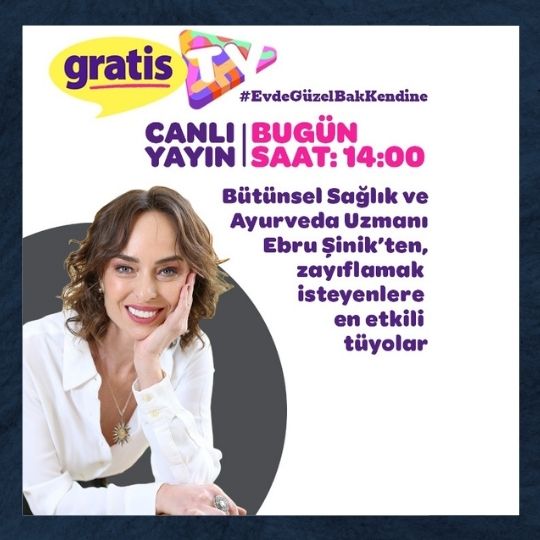 gratis TV
#EvdeGüzelBakKendine
CANLI YAYIN
BUGÜN SAAT: 14:00
Bütünsel Sağlık ve
Ayurveda Uzmanı
Ebru Şinik'ten,
zayıflamak
isteyenlere
en etkili
tüyolar